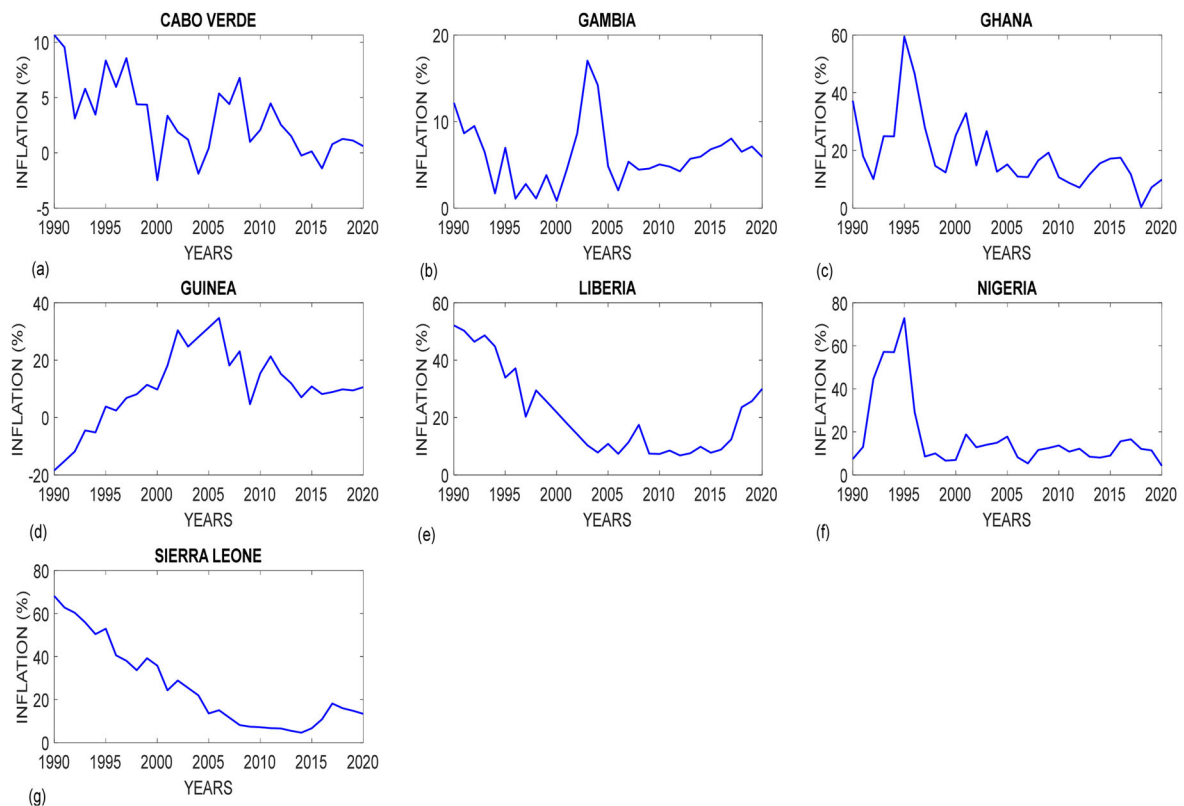 CABO VERDE
10
5
0
-5
INFLATION (%)
1990 1995 2000 2005 2010 2015 2020
YEARS
(a)
GAMBIA
20
10
0
INFLATION (%)
1990 1995 2000 2005 2010 2015 2020
YEARS
(b)
GHANA
60
40
20
0
INFLATION (%)
1990 1995 2000 2005 2010 2015 2020
YEARS
(c)
GUINEA
40
20
0
-20
INFLATION (%)
1990 1995 2000 2005 2010 2015 2020
YEARS
(d)
LIBERIA
60
40
20
0
INFLATION (%)
1990 1995 2000 2005 2010 2015 2020
YEARS
(e)
NIGERIA
80
60
40
20
0
INFLATION (%)
1990 1995 2000 2005 2010 2015 2020
YEARS
(f)
SIERRA LEONE
80
60
40
20
0
INFLATION (%)
1990 1995 2000 2005 2010 2015 2020
YEARS
(g)